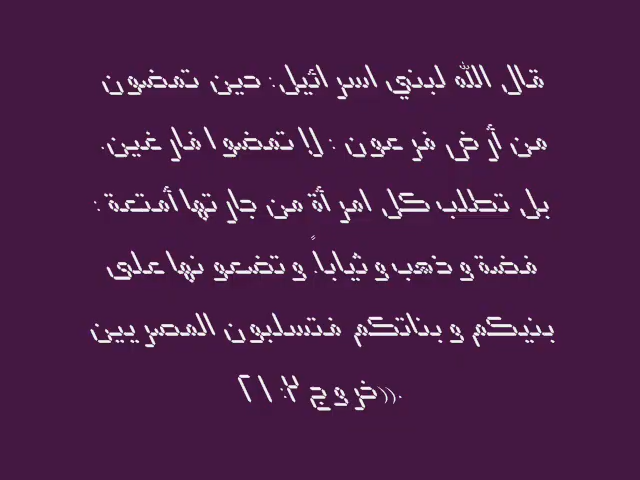 قال الله لبني اسرائيل: حين تمضون
من أرض فرعون : لا تمضوا فارغين.
بل تطلب كل امرأة من جارتها أمتعة :
فضة و ذهب و ثياباً. و تضعونها على
بنيكم و بناتكم فتسلبون المصريين
.((خروج ٢: ٢١